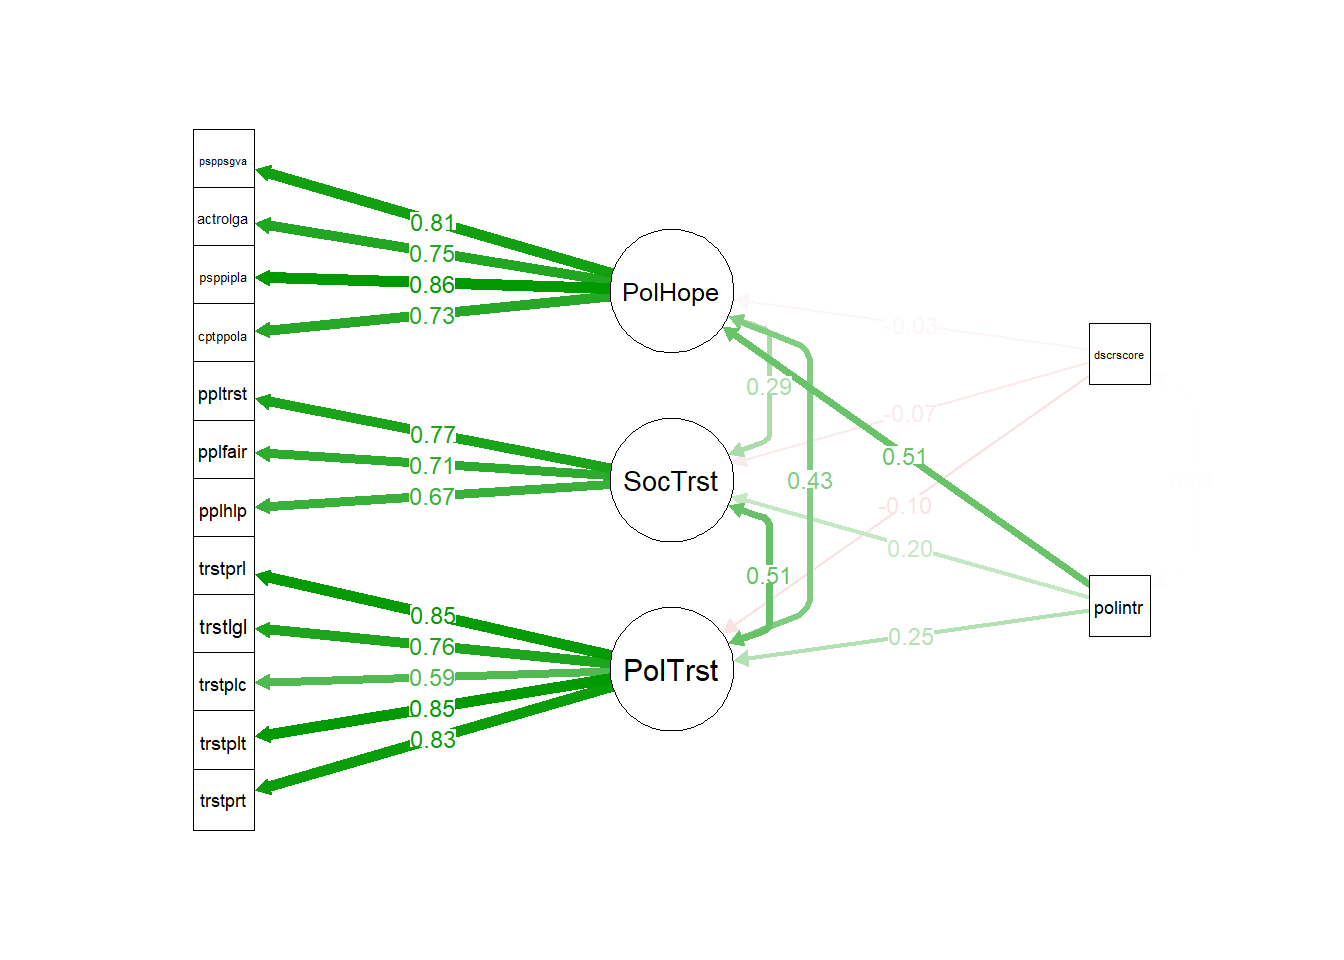 psppsgva
actrolga
psppipla
cptppola
ppltrst
pplfair
pplhlp
trstprl
trstlgl
trstplc
trstplt
trstprt
0.81
0.75
0.86
0.73
0.77
0.71
0.67
0.85
0.76
0.59
0.85
0.83
PolHope
SocTrst
PolTrst
0.29
0.43
0.51
-0.03
-0.07
0.51
-0.10
0.20
0.25
dscrscore
polintr